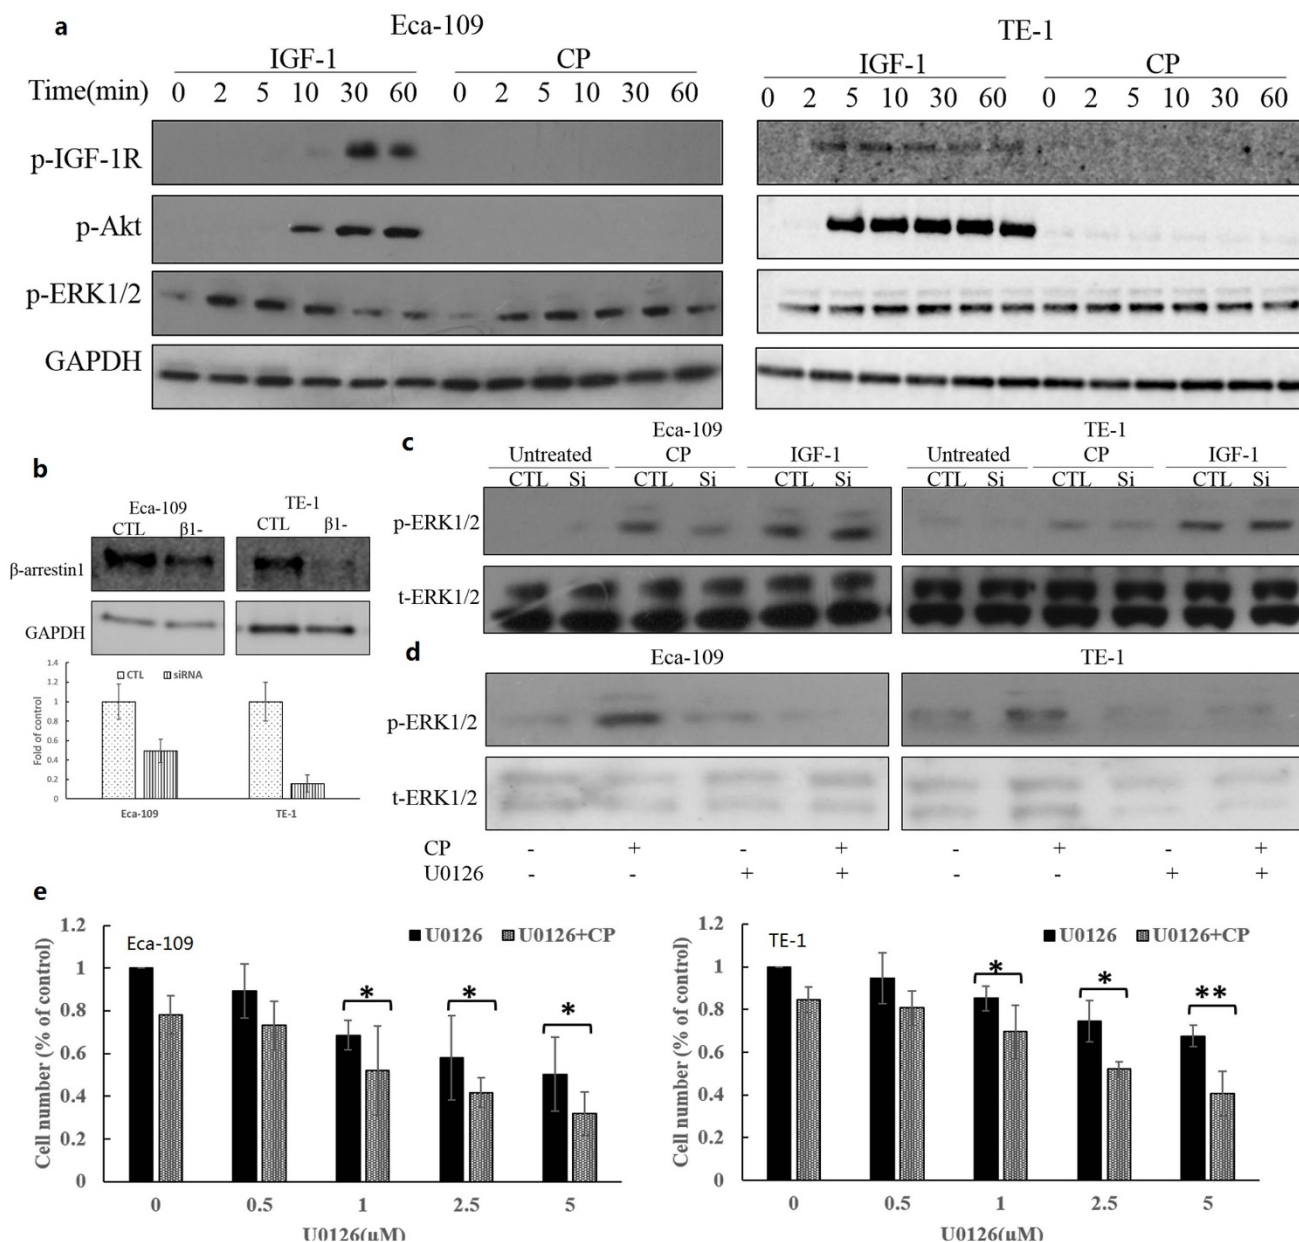 a
Eca-109
TE-1
IGF-1 CP
IGF-1 CP
Time(min) 0 2 5 10 30 60 0 2 5 10 30 60
0 2 5 10 30 60 0 2 5 10 30 60
p-IGF-1R
p-Akt
p-ERK1/2
GAPDH
b
Eca-109 TE-1
CTL β1- CTL β1-
β-arrestin1
GAPDH
Fold of control
1.4
1.2
1
0.8
0.6
0.4
0.2
0
CTL siRNA
Eca-109 TE-1
c
Eca-109
Untreated CP IGF-1
CTL Si CTL Si CTL Si
TE-1
Untreated CP IGF-1
CTL Si CTL Si CTL Si
p-ERK1/2
t-ERK1/2
d
Eca-109 TE-1
p-ERK1/2
t-ERK1/2
CP - + - + - + - +
U0126 - - + + - - + +
e
Cell number (% of control)
1.2
1
0.8
0.6
0.4
0.2
0
Eca-109
U0126 U0126+CP
* * *
0 0.5 1 2.5 5
U0126(μM)
Cell number (% of control)
1.2
1
0.8
0.6
0.4
0.2
0
TE-1
U0126 U0126+CP
* * **
0 0.5 1 2.5 5
U0126(μM)